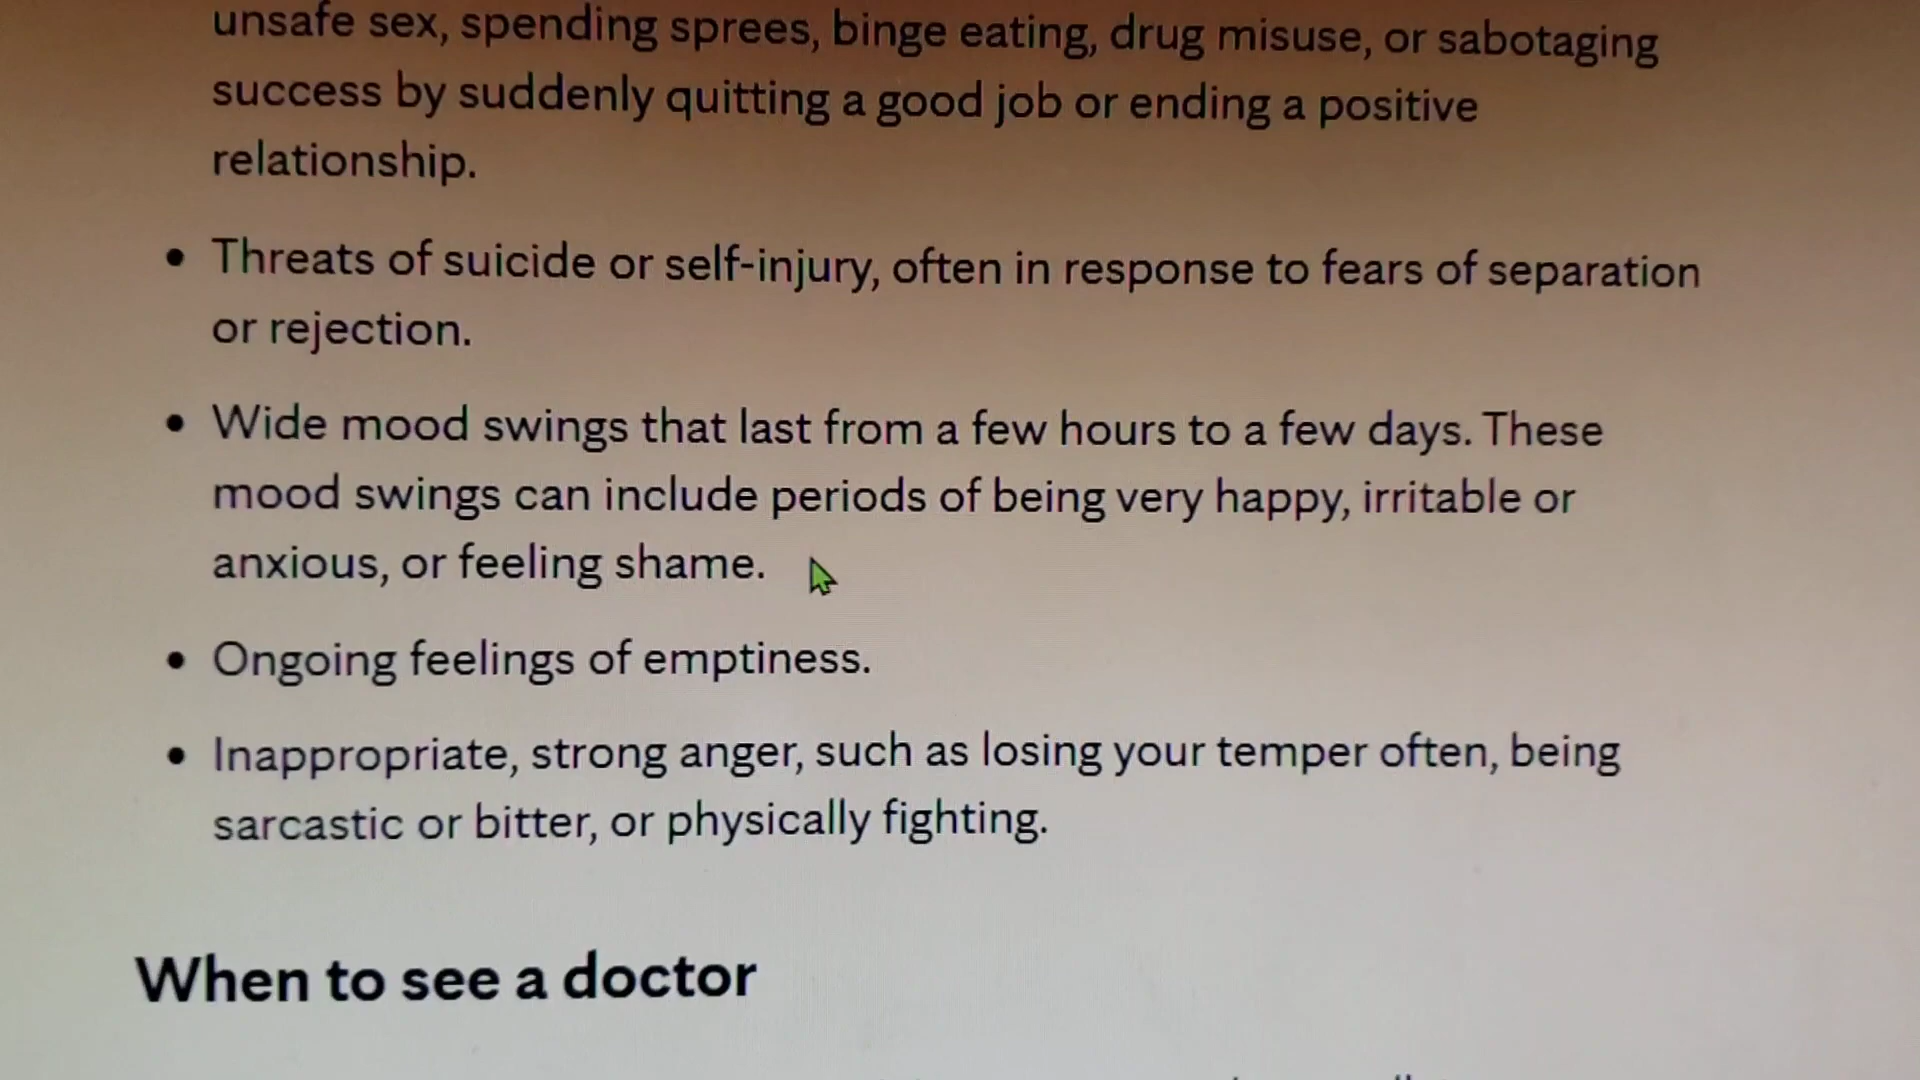 unsafe sex, spending sprees, binge eating, drug misuse, or sabotaging
success by suddenly quitting a good job or ending a positive
relationship.
• Threats of suicide or self-injury, often in response to fears of separation
or rejection.
• Wide mood swings that last from a few hours to a few days. These
mood swings can include periods of being very happy, irritable or
anxious, or feeling shame.
• Ongoing feelings of emptiness.
• Inappropriate, strong anger, such as losing your temper often, being
sarcastic or bitter, or physically fighting.
When to see a doctor